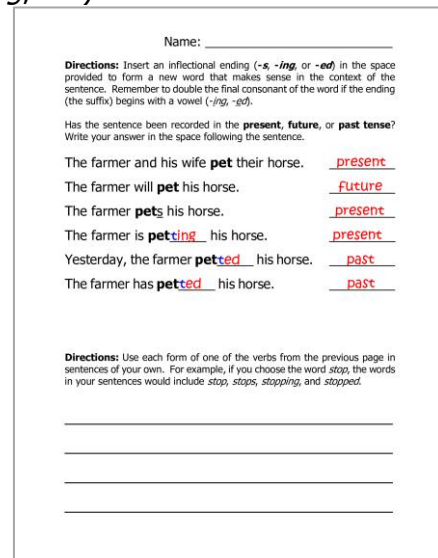 Name:
Directions: Insert an inflectional ending (-s, -ing, or -ed) in the space
provided to form a new word that makes sense in the context of the
sentence. Remember to double the final consonant of the word if the ending
(the suffix) begins with a vowel (-ing, -ed).
Has the sentence been recorded in the present, future, or past tense?
Write your answer in the space following the sentence.
The farmer and his wife pet their horse. present
The farmer will pet his horse. future
The farmer pets his horse. present
The farmer is petting his horse. present
Yesterday, the farmer petted his horse. past
The farmer has petted his horse. past
Directions: Use each form of one of the verbs from the previous page in
sentences of your own. For example, if you choose the word stop, the words
in your sentences would include stop, stops, stopping, and stopped.